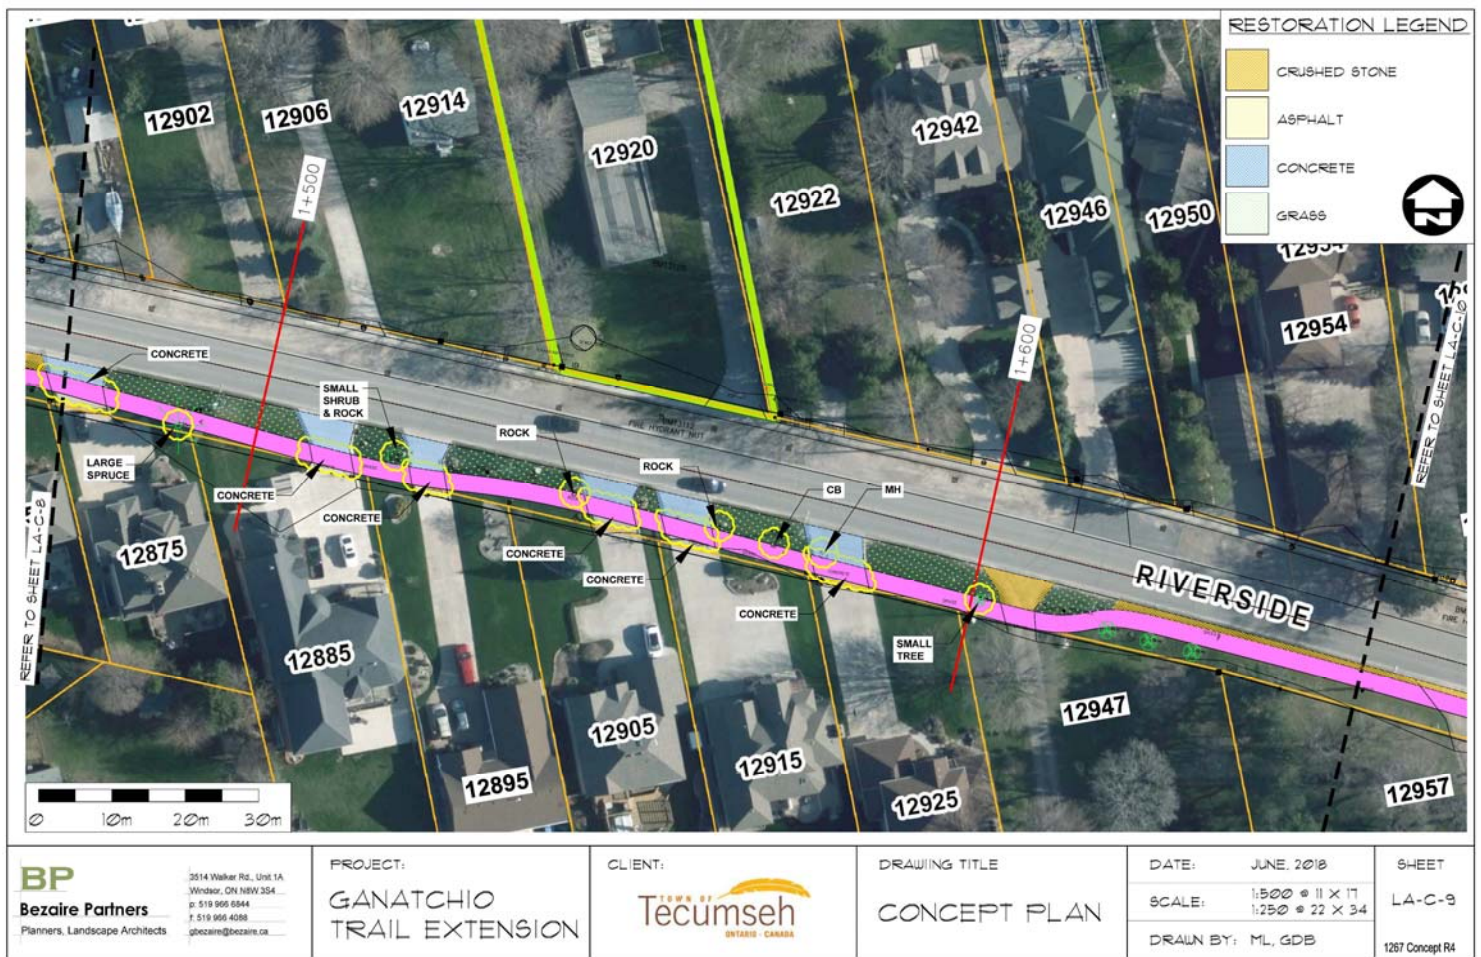 RESTORATION LEGEND
CRUSHED STONE
ASPHALT
CONCRETE
GRASS
N
12902
12906
12914
12920
12922
12942
12946
12950
12954
1+500
1+600
REFER TO SHEET LA-C-10
REFER TO SHEET LA-C-8
CONCRETE
SMALL
SHRUB
& ROCK
ROCK
ROCK
CB
MH
LARGE
SPRUCE
CONCRETE
CONCRETE
CONCRETE
CONCRETE
CONCRETE
SMALL
TREE
FIRE HYDRANT NUT
RIVERSIDE
12875
12885
12895
12905
12915
12925
12947
12957
0 10m 20m 30m
BP
Bezaire Partners
Planners, Landscape Architects
3514 Walker Rd., Unit 1A
Windsor, ON N8W 3S4
p: 519 966 6844
f: 519 966 4088
gbezaire@bezaire.ca
PROJECT:
GANATCHIO
TRAIL EXTENSION
CLIENT:
TOWN OF
Tecumseh
ONTARIO - CANADA
DRAWING TITLE
CONCEPT PLAN
DATE: JUNE, 2018
SCALE: 1:500 @ 11 X 17
1:250 @ 22 X 34
DRAWN BY: ML, GDB
SHEET
LA-C-9
1267 Concept R4